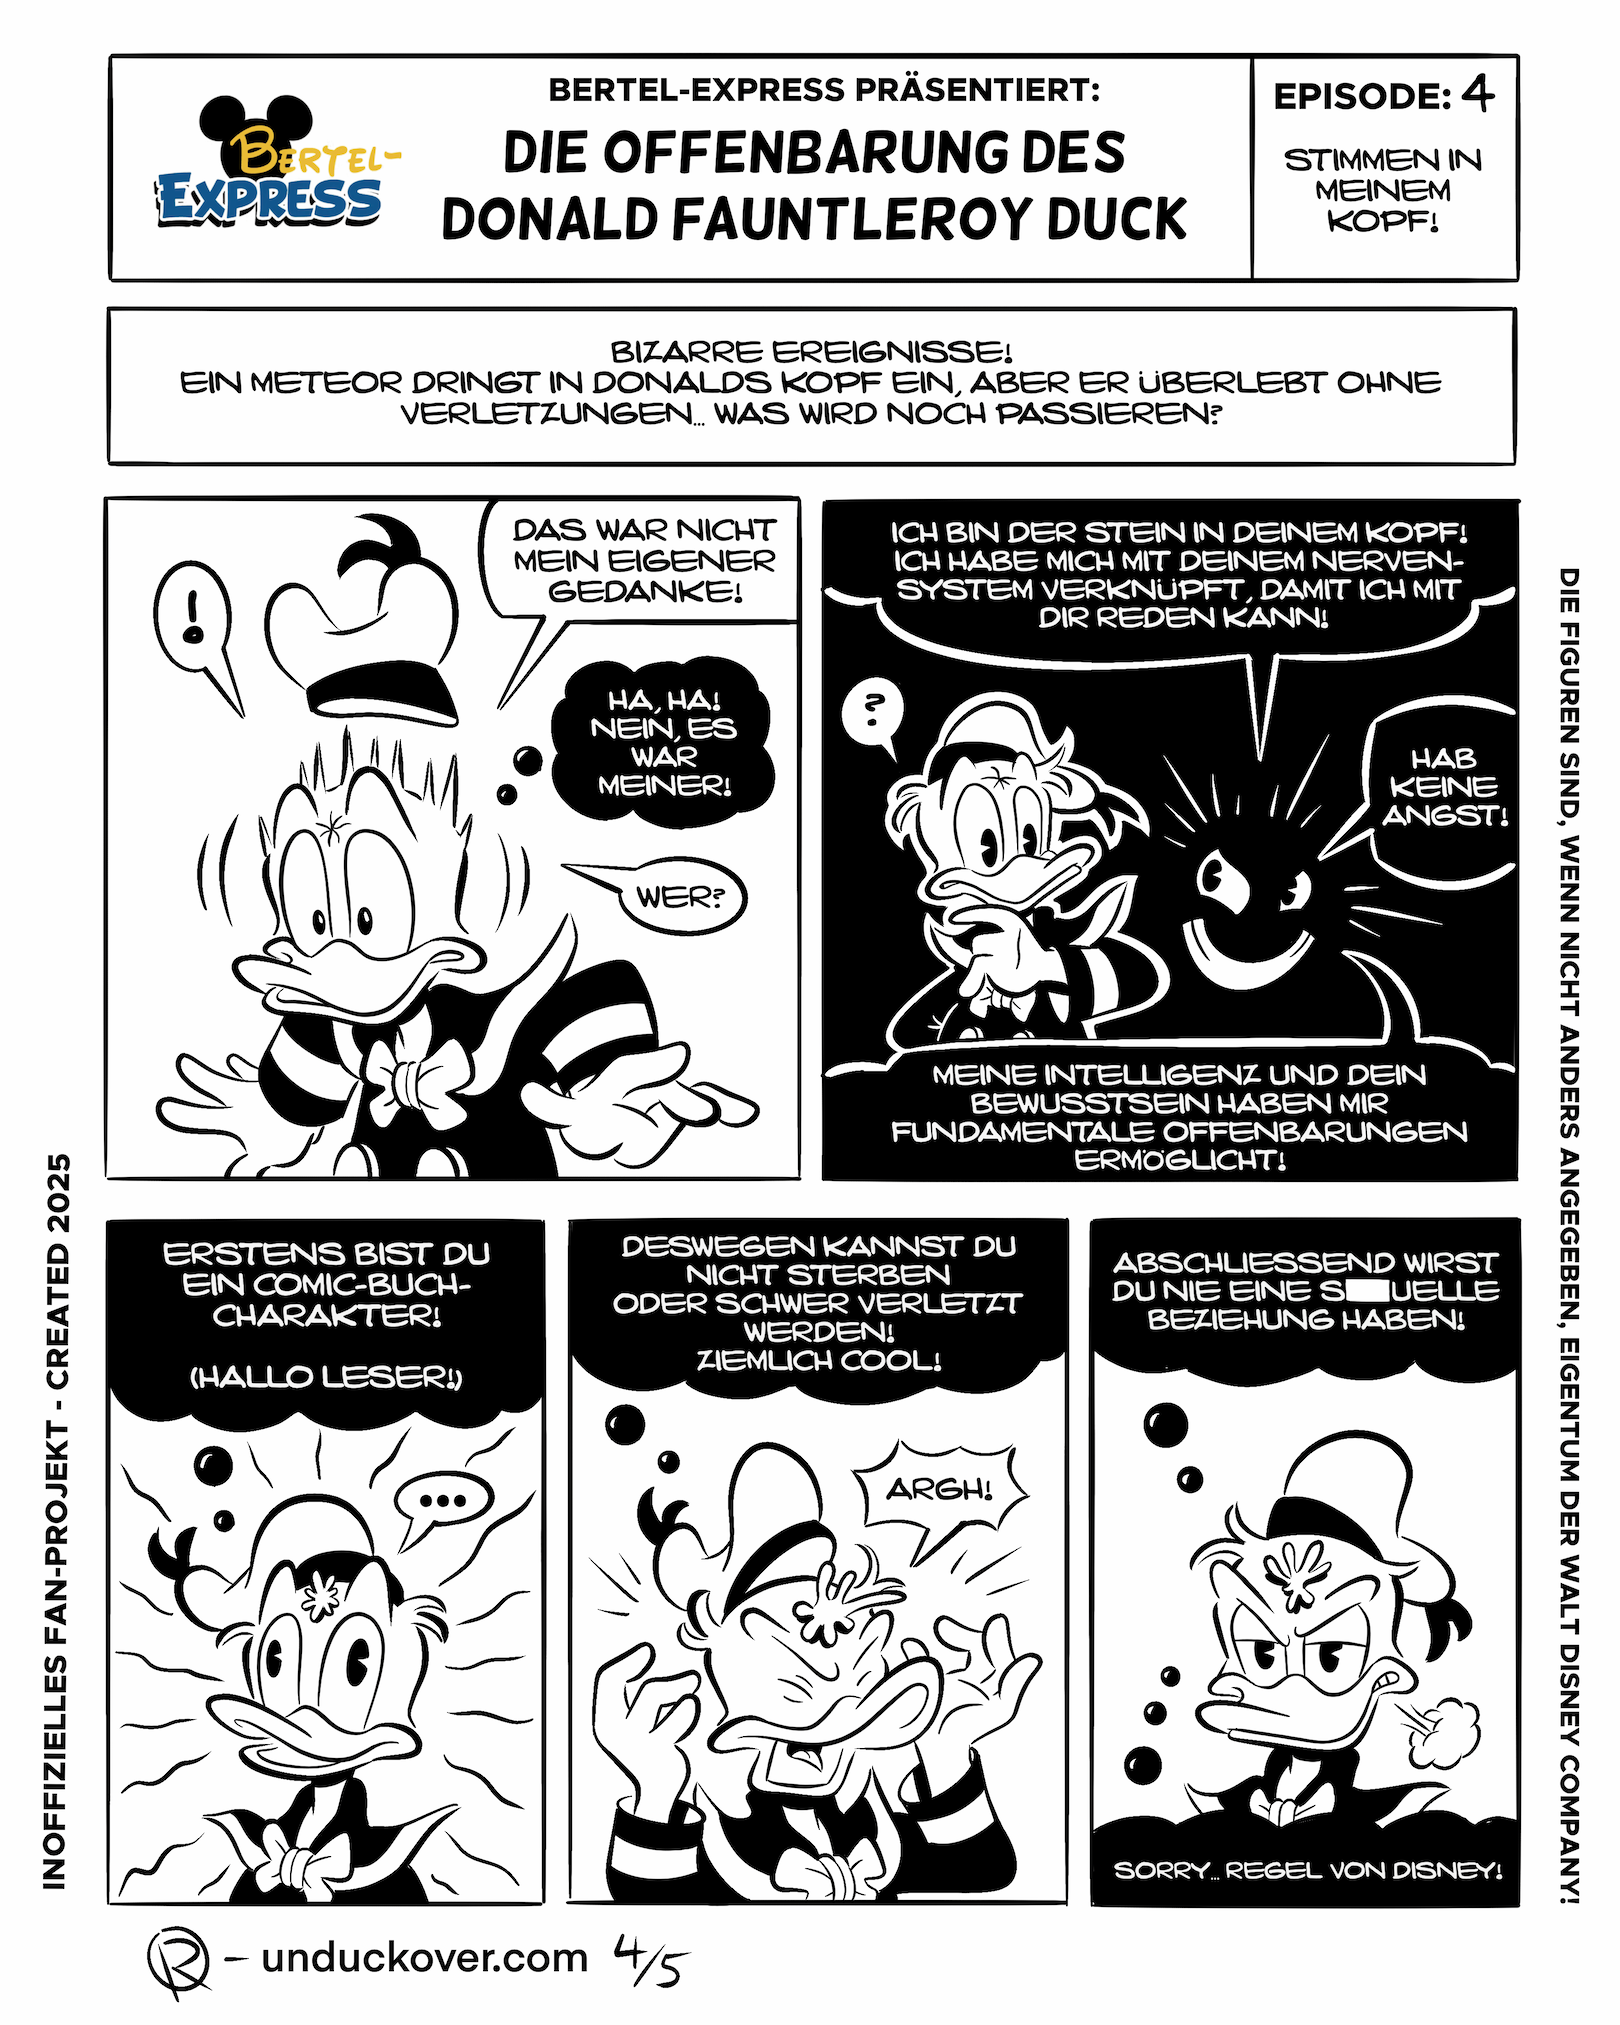 BERTEL-EXPRESS
BERTEL-EXPRESS PRÄSENTIERT:
DIE OFFENBARUNG DES
DONALD FAUNTLEROY DUCK
EPISODE: 4
STIMMEN IN
MEINEM
KOPF!
BIZARRE EREIGNISSE!
EIN METEOR DRINGT IN DONALDS KOPF EIN, ABER ER ÜBERLEBT OHNE
VERLETZUNGEN... WAS WIRD NOCH PASSIEREN?
!
DAS WAR NICHT
MEIN EIGENER
GEDANKE!
HA, HA!
NEIN, ES
WAR
MEINER!
WER?
ICH BIN DER STEIN IN DEINEM KOPF!
ICH HABE MICH MIT DEINEM NERVEN-
SYSTEM VERKNÜPFT, DAMIT ICH MIT
DIR REDEN KANN!
?
HAB
KEINE
ANGST!
MEINE INTELLIGENZ UND DEIN
BEWUSSTSEIN HABEN MIR
FUNDAMENTALE OFFENBARUNGEN
ERMÖGLICHT!
ERSTENS BIST DU
EIN COMIC-BUCH-
CHARAKTER!
(HALLO LESER!)
...
DESWEGEN KANNST DU
NICHT STERBEN
ODER SCHWER VERLETZT
WERDEN!
ZIEMLICH COOL!
ARGH!
ABSCHLIESSEND WIRST
DU NIE EINE S UELLE
BEZIEHUNG HABEN!
SORRY... REGEL VON DISNEY!
INOFFIZIELLES FAN-PROJEKT - CREATED 2025
DIE FIGUREN SIND, WENN NICHT ANDERS ANGEGEBEN, EIGENTUM DER WALT DISNEY COMPANY!
R - unduckover.com 4/5